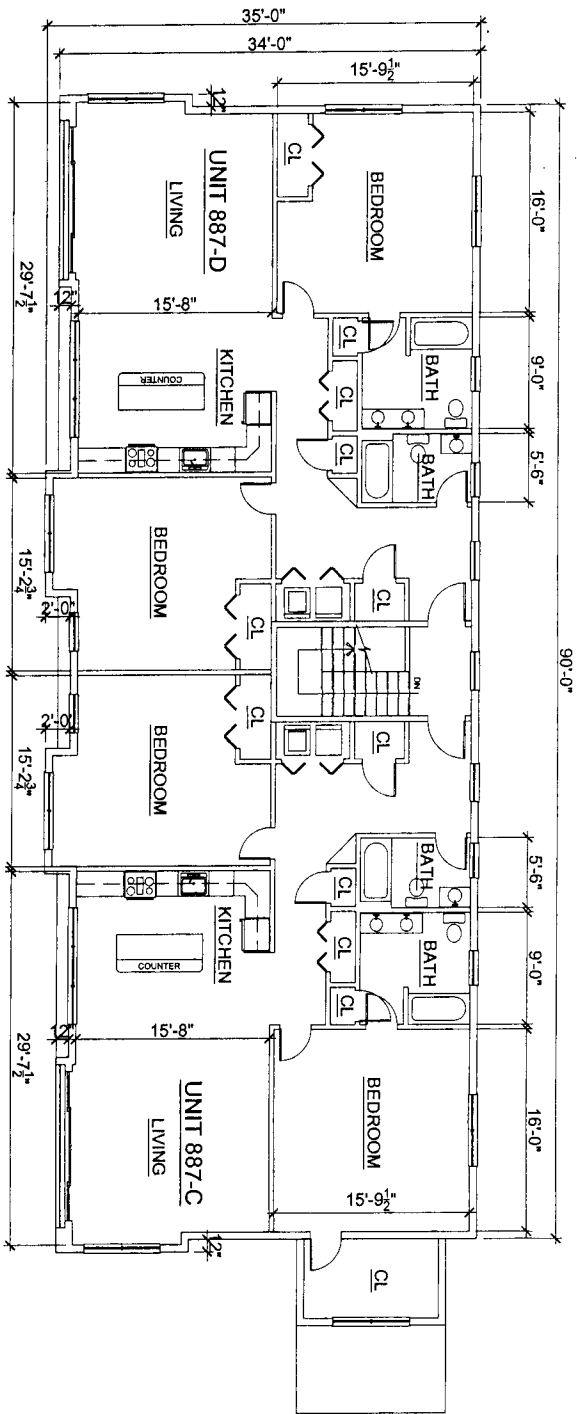 35'-0"
34'-0"
15'-9½"
12"
90'-0"
16'-0"
CL
BEDROOM
UNIT 887-D
LIVING
29'-7½"
12"
15'-8"
KITCHEN
COUNTER
CL
BATH
9'-0"
CL
CL
BATH
5'-6"
BEDROOM
CL
15'-2¾"
2'-0"
CL
DN
BEDROOM
CL
15'-2¾"
2'-0"
CL
BATH
5'-6"
CL
KITCHEN
COUNTER
CL
BATH
9'-0"
CL
12"
15'-8"
29'-7½"
UNIT 887-C
LIVING
BEDROOM
16'-0"
15'-9½"
12"
CL